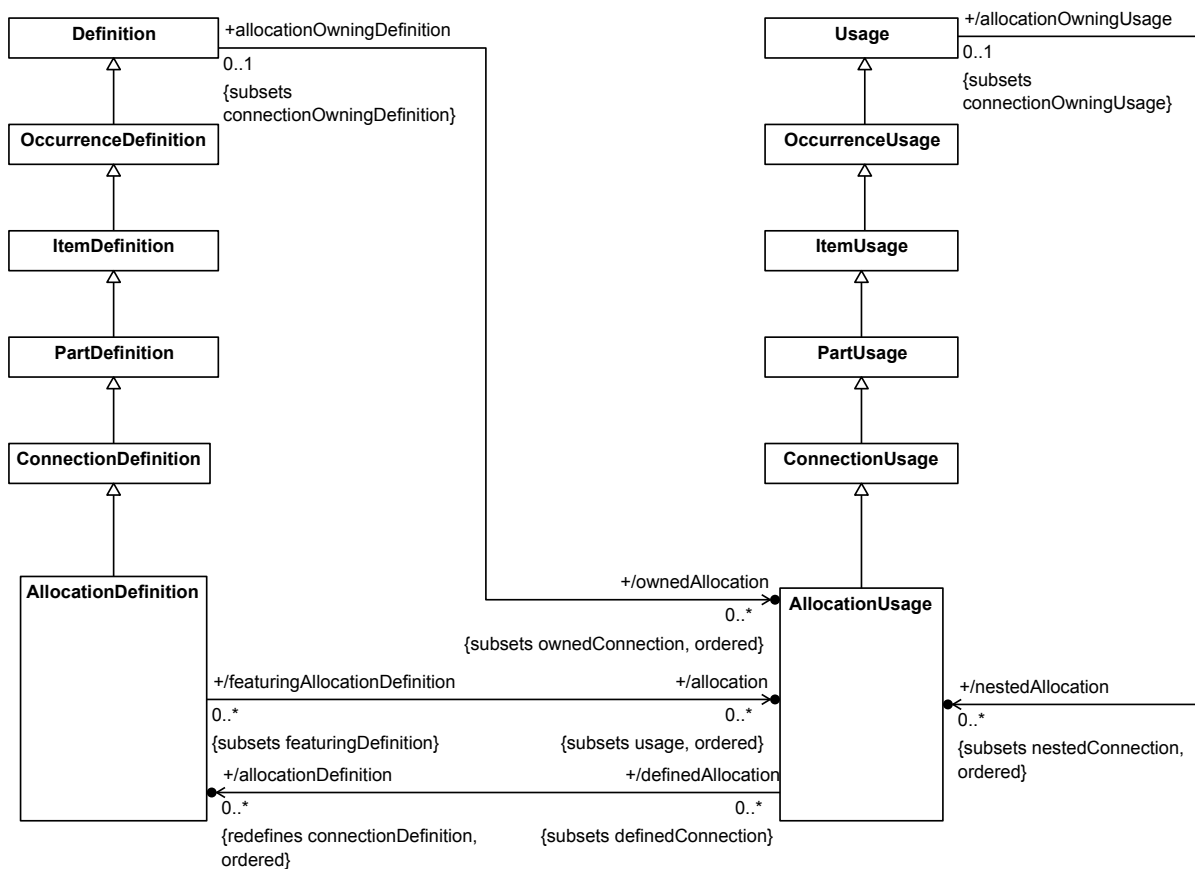 Definition
+allocationOwningDefinition
0..1
{subsets
connectionOwningDefinition}
Usage
+/allocationOwningUsage
0..1
{subsets
connectionOwningUsage}
OccurrenceDefinition
OccurrenceUsage
ItemDefinition
ItemUsage
PartDefinition
PartUsage
ConnectionDefinition
ConnectionUsage
AllocationDefinition
AllocationUsage
+/ownedAllocation
0..*
{subsets ownedConnection, ordered}
+/featuringAllocationDefinition
0..*
{subsets featuringDefinition}
+/allocation
0..*
{subsets usage, ordered}
+/nestedAllocation
0..*
{subsets nestedConnection,
ordered}
+/allocationDefinition
0..*
{redefines connectionDefinition,
ordered}
+/definedAllocation
0..*
{subsets definedConnection}